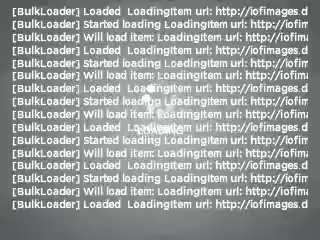 [BulkLoader] Loaded LoadingItem url: http://iofimages.d
[BulkLoader] Started loading LoadingItem url: http://iofim
[BulkLoader] Will load item: LoadingItem url: http://iofima
[BulkLoader] Loaded LoadingItem url: http://iofimages.d
[BulkLoader] Started loading LoadingItem url: http://iofim
[BulkLoader] Will load item: LoadingItem url: http://iofima
[BulkLoader] Loaded LoadingItem url: http://iofimages.d
[BulkLoader] Started loading LoadingItem url: http://iofim
[BulkLoader] Will load item: LoadingItem url: http://iofima
[BulkLoader] Loaded LoadingItem url: http://iofimages.d
LOADING
[BulkLoader] Started loading LoadingItem url: http://iofim
[BulkLoader] Will load item: LoadingItem url: http://iofima
[BulkLoader] Loaded LoadingItem url: http://iofimages.d
[BulkLoader] Started loading LoadingItem url: http://iofim
[BulkLoader] Will load item: LoadingItem url: http://iofima
[BulkLoader] Loaded LoadingItem url: http://iofimages.d